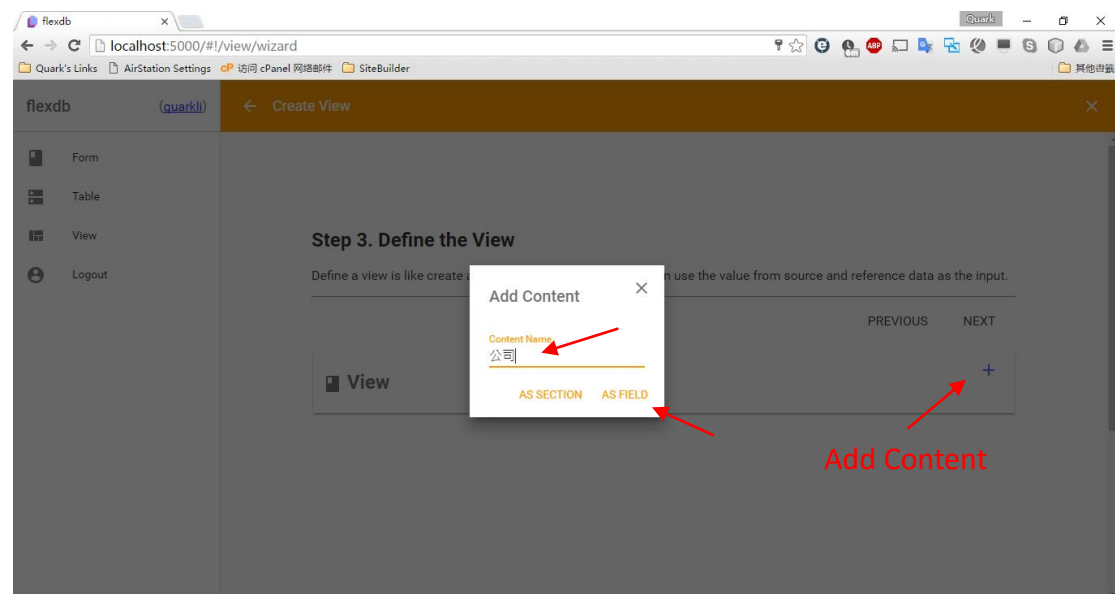 flexdb
Quark
localhost:5000/#!/view/wizard
Quark's Links AirStation Settings cP 访问 cPanel 网络邮件 SiteBuilder 其他書籤
flexdb (quarkli) Create View
Form
Table
View
Logout
Step 3. Define the View
Define a view is like create a n use the value from source and reference data as the input.
Add Content
PREVIOUS NEXT
Content Name
公司
View
AS SECTION AS FIELD
Add Content